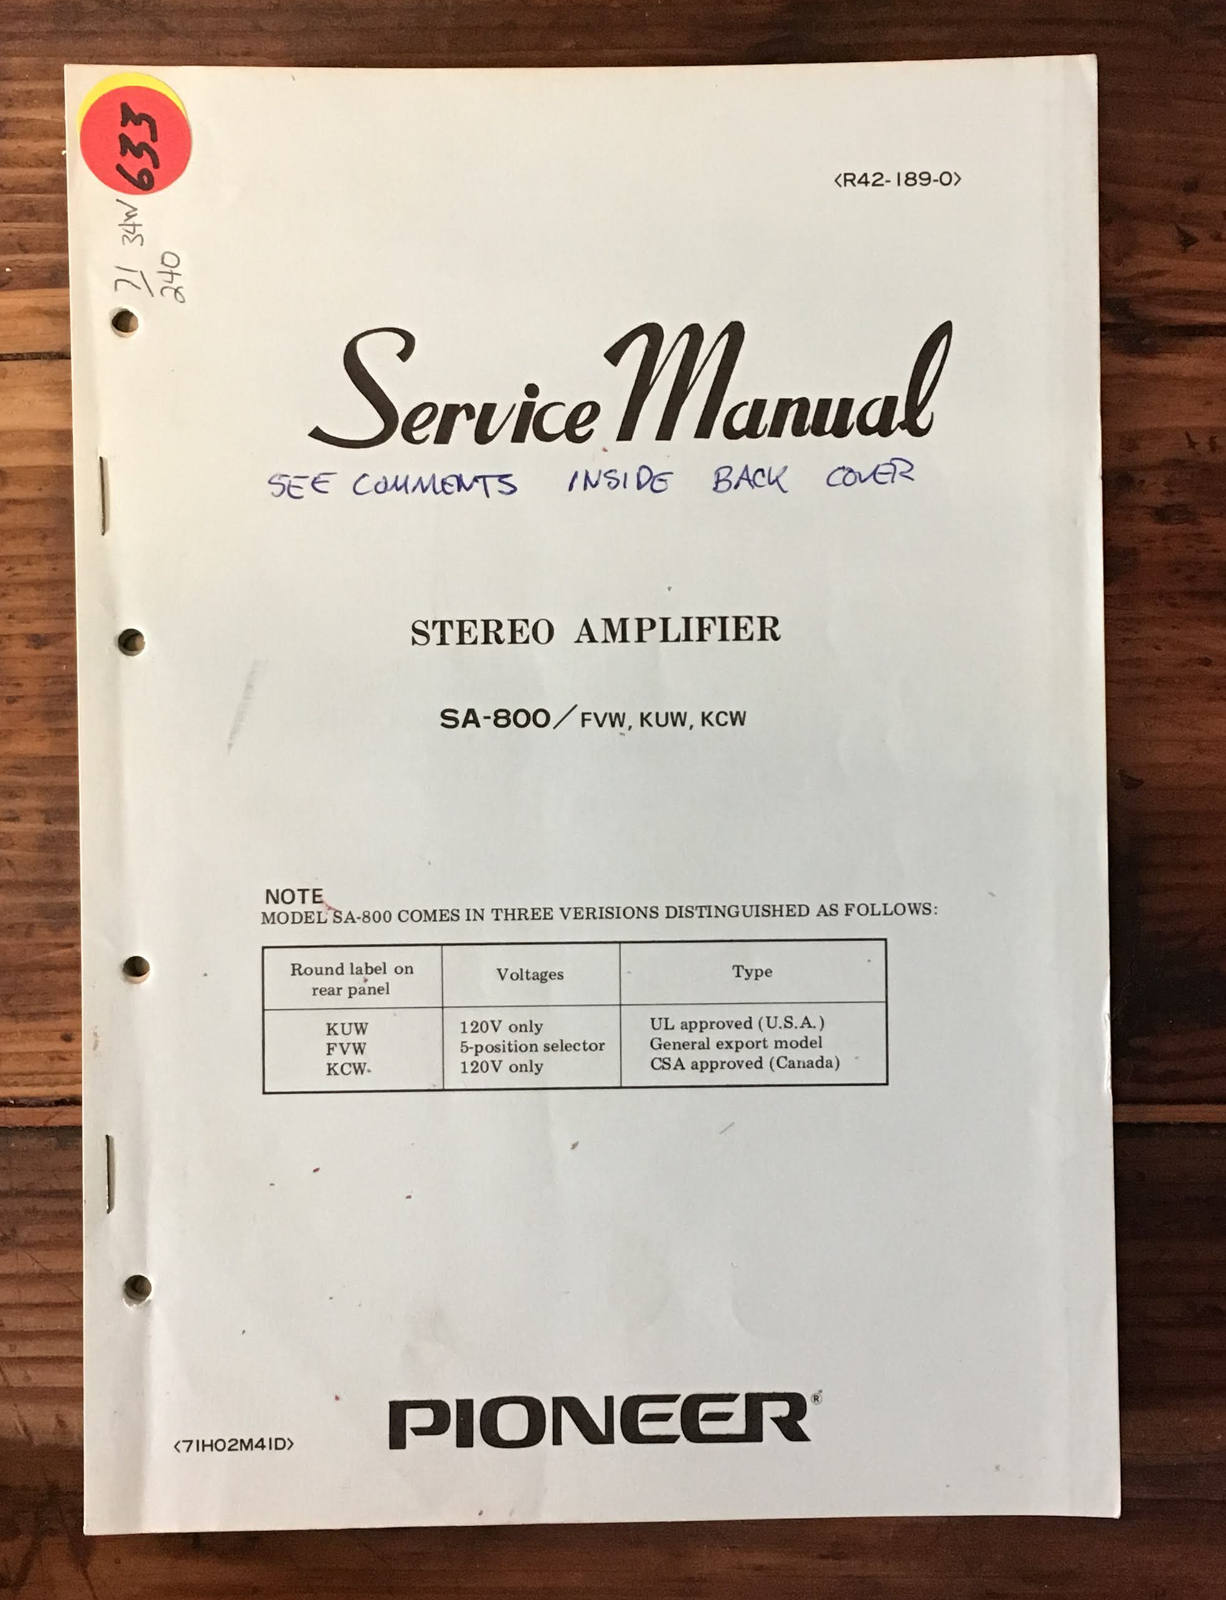 633
71 34W
240
<R42-189-0>
Service Manual
SEE COMMENTS INSIDE BACK COVER
STEREO AMPLIFIER
SA-800/FVW, KUW, KCW
NOTE
MODEL SA-800 COMES IN THREE VERISIONS DISTINGUISHED AS FOLLOWS:
Round label on rear panel Voltages Type
KUW 120V only UL approved (U.S.A.)
FVW 5-position selector General export model
KCW 120V only CSA approved (Canada)
PIONEER®
<71H02M41D>